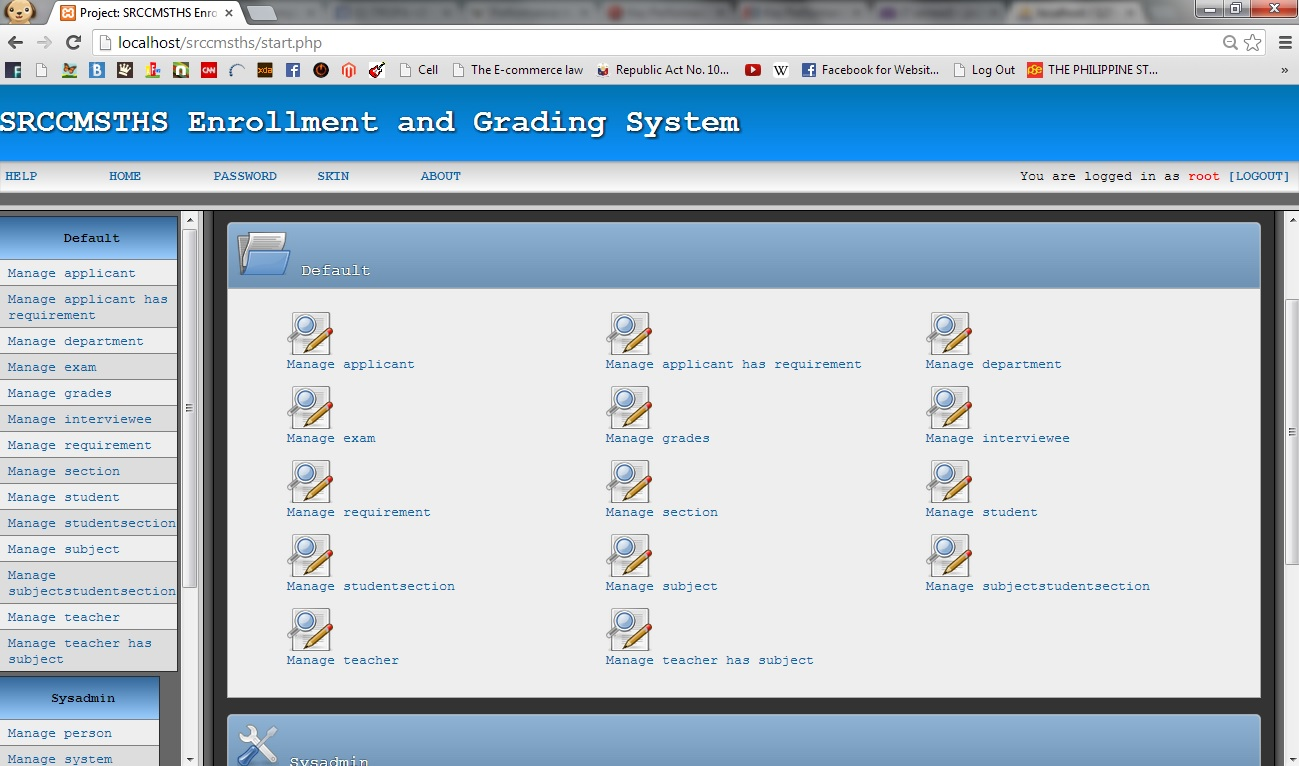 Project: SRCCMSTHS Enro
localhost/srccmsths/start.php
CNN
xda
Cell
The E-commerce law
Republic Act No. 10...
W
Facebook for Websit...
Log Out
THE PHILIPPINE ST...
»
SRCCMSTHS Enrollment and Grading System
HELP HOME PASSWORD SKIN ABOUT
You are logged in as root [LOGOUT]
Default
Manage applicant
Manage applicant has
requirement
Manage department
Manage exam
Manage grades
Manage interviewee
Manage requirement
Manage section
Manage student
Manage studentsection
Manage subject
Manage
subjectstudentsection
Manage teacher
Manage teacher has
subject
Sysadmin
Manage person
Manage system
Default
Manage applicant
Manage applicant has requirement
Manage department
Manage exam
Manage grades
Manage interviewee
Manage requirement
Manage section
Manage student
Manage studentsection
Manage subject
Manage subjectstudentsection
Manage teacher
Manage teacher has subject
Sysadmin